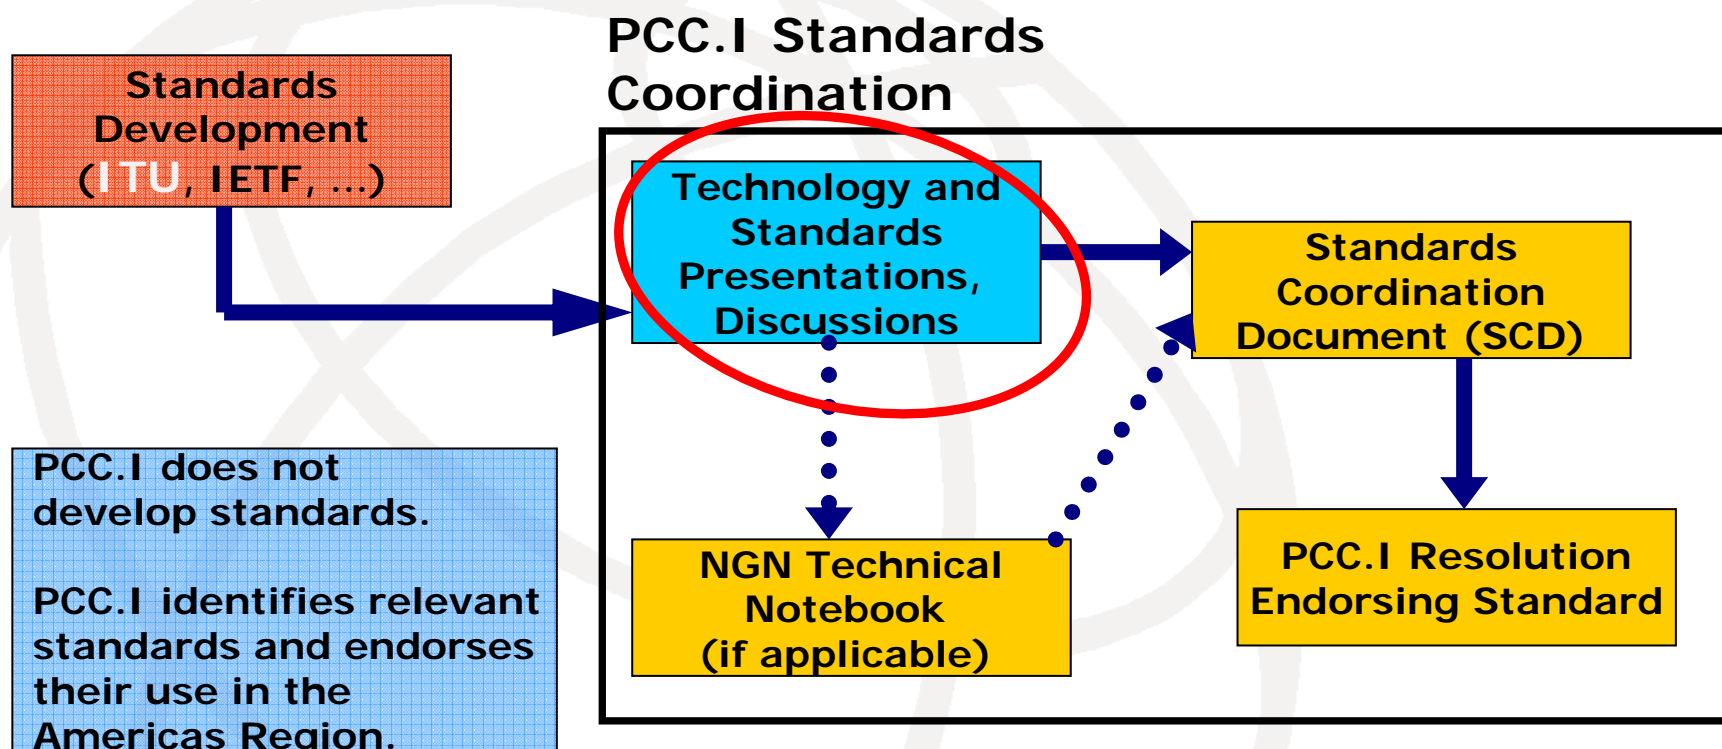 PCC.I Standards
Coordination
Standards
Development
(ITU, IETF, ...)
Technology and
Standards
Presentations,
Discussions
Standards
Coordination
Document (SCD)
NGN Technical
Notebook
(if applicable)
PCC.I Resolution
Endorsing Standard
PCC.I does not
develop standards.
PCC.I identifies relevant
standards and endorses
their use in the
Americas Region.